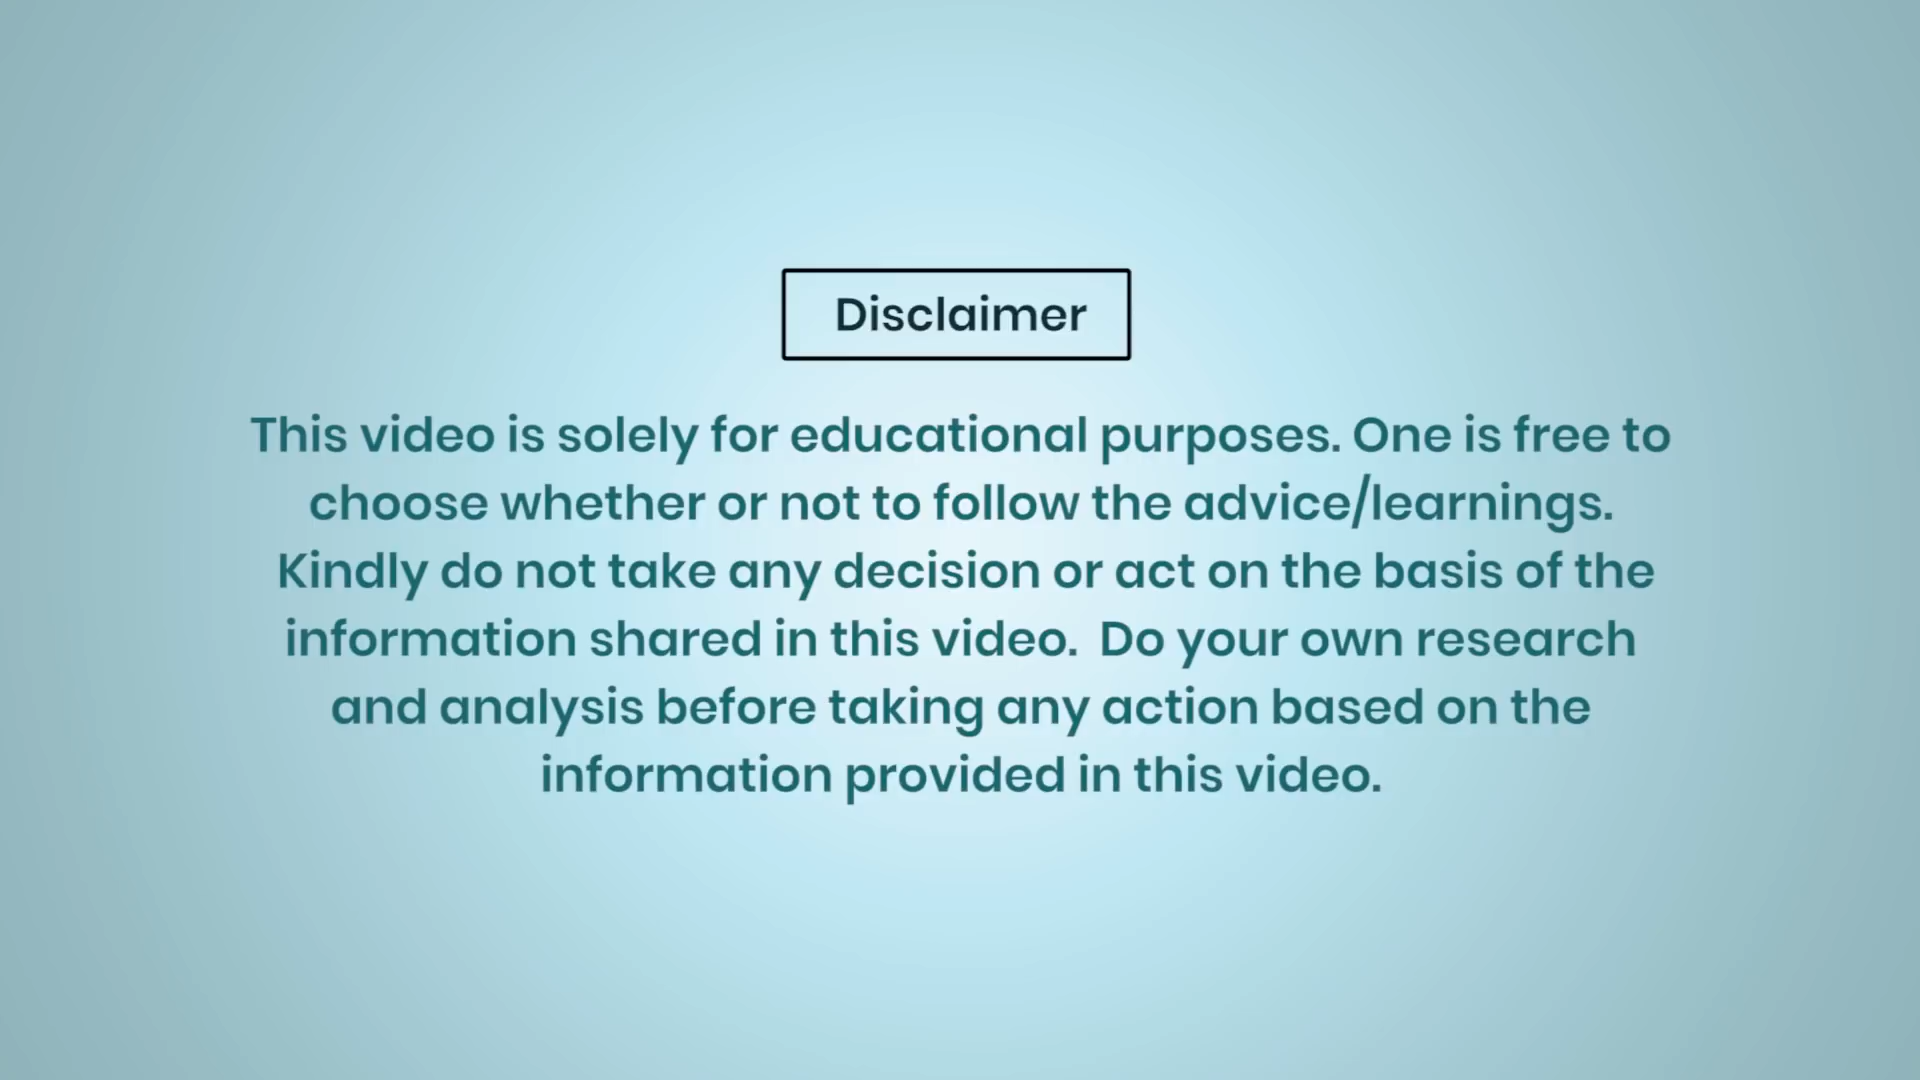 Disclaimer
This video is solely for educational purposes. One is free to
choose whether or not to follow the advice/learnings.
Kindly do not take any decision or act on the basis of the
information shared in this video.  Do your own research
and analysis before taking any action based on the
information provided in this video.